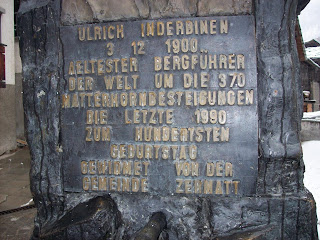 ULRICH INDERBINEN
3 12 1900
AELTESTER BERGFÜHRER
DER WELT UM DIE 370
MATTERHORNBESTEIGUNGEN
DIE LETZTE 1990
ZUM HUNDERTSTEN
GEBURTSTAG
GEWIDMET VON DER
GEMEINDE ZERMATT